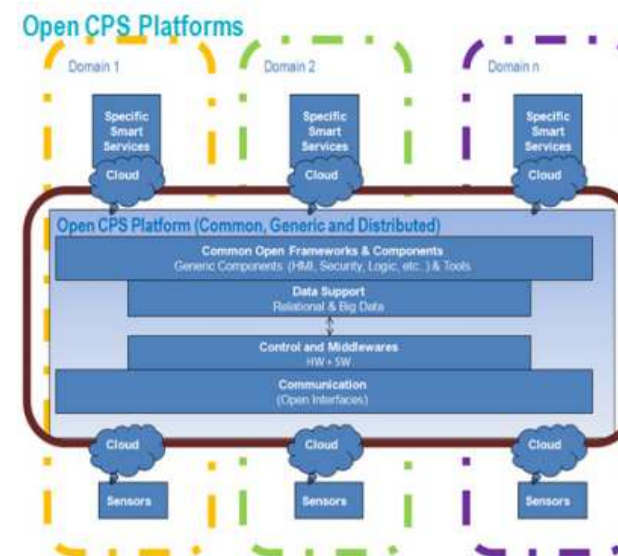 Open CPS Platforms
Domain 1
Domain 2
Domain n
Specific
Smart
Services
Specific
Smart
Services
Specific
Smart
Services
Cloud
Cloud
Cloud
Open CPS Platform (Common, Generic and Distributed)
Common Open Frameworks & Components
Generic Components (HMI, Security, Logic, etc..) & Tools
Data Support
Relational & Big Data
Control and Middlewares
HW + SW
Communication
(Open Interfaces)
Cloud
Cloud
Cloud
Sensors
Sensors
Sensors